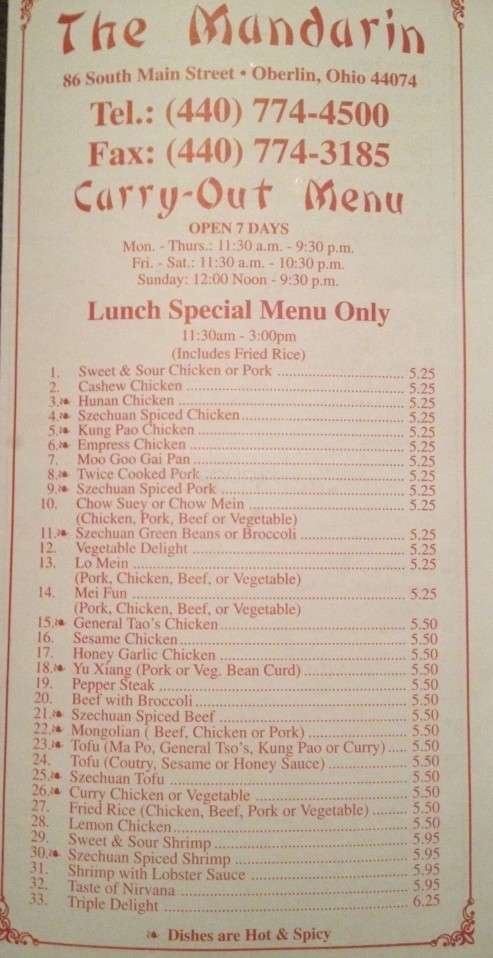 The Mandarin
86 South Main Street • Oberlin, Ohio 44074
Tel.: (440) 774-4500
Fax: (440) 774-3185
Carry-Out Menu
OPEN 7 DAYS
Mon. - Thurs.: 11:30 a.m. - 9:30 p.m.
Fri. - Sat.: 11:30 a.m. - 10:30 p.m.
Sunday: 12:00 Noon - 9:30 p.m.
Lunch Special Menu Only
11:30am - 3:00pm
(Includes Fried Rice)
1. Sweet & Sour Chicken or Pork 5.25
2. Cashew Chicken 5.25
3. Hunan Chicken 5.25
4. Szechuan Spiced Chicken 5.25
5. Kung Pao Chicken 5.25
6. Empress Chicken 5.25
7. Moo Goo Gai Pan 5.25
8. Twice Cooked Pork 5.25
9. Szechuan Spiced Pork 5.25
10. Chow Suey or Chow Mein 5.25
(Chicken, Pork, Beef or Vegetable)
11. Szechuan Green Beans or Broccoli 5.25
12. Vegetable Delight 5.25
13. Lo Mein 5.25
(Pork, Chicken, Beef, or Vegetable)
14. Mei Fun 5.25
(Pork, Chicken, Beef, or Vegetable)
15. General Tao's Chicken 5.50
16. Sesame Chicken 5.50
17. Honey Garlic Chicken 5.50
18. Yu Xiang (Pork or Veg. Bean Curd) 5.50
19. Pepper Steak 5.50
20. Beef with Broccoli 5.50
21. Szechuan Spiced Beef 5.50
22. Mongolian ( Beef, Chicken or Pork) 5.50
23. Tofu (Ma Po, General Tso's, Kung Pao or Curry) 5.50
24. Tofu (Coutry, Sesame or Honey Sauce) 5.50
25. Szechuan Tofu 5.50
26. Curry Chicken or Vegetable 5.50
27. Fried Rice (Chicken, Beef, Pork or Vegetable) 5.50
28. Lemon Chicken 5.50
29. Sweet & Sour Shrimp 5.95
30. Szechuan Spiced Shrimp 5.95
31. Shrimp with Lobster Sauce 5.95
32. Taste of Nirvana 5.95
33. Triple Delight 6.25
Dishes are Hot & Spicy